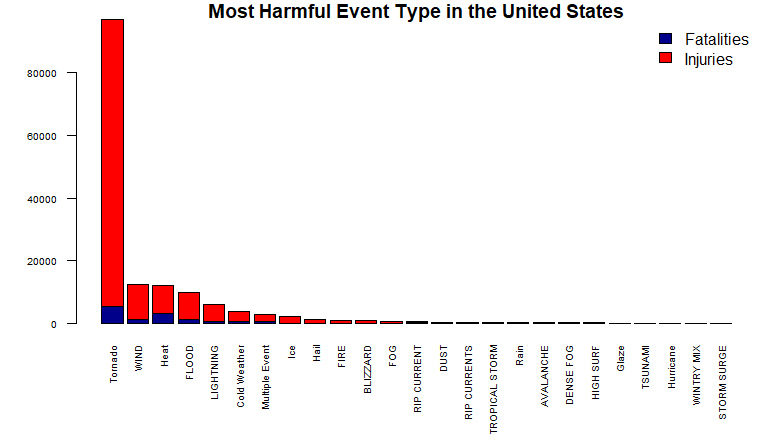 Most Harmful Event Type in the United States
Fatalities
Injuries
80000
60000
40000
20000
0
Tornado
WIND
Heat
FLOOD
LIGHTNING
Cold Weather
Multiple Event
Ice
Hail
FIRE
BLIZZARD
FOG
RIP CURRENT
DUST
RIP CURRENTS
TROPICAL STORM
Rain
AVALANCHE
DENSE FOG
HIGH SURF
Glaze
TSUNAMI
Hurricane
WINTRY MIX
STORM SURGE